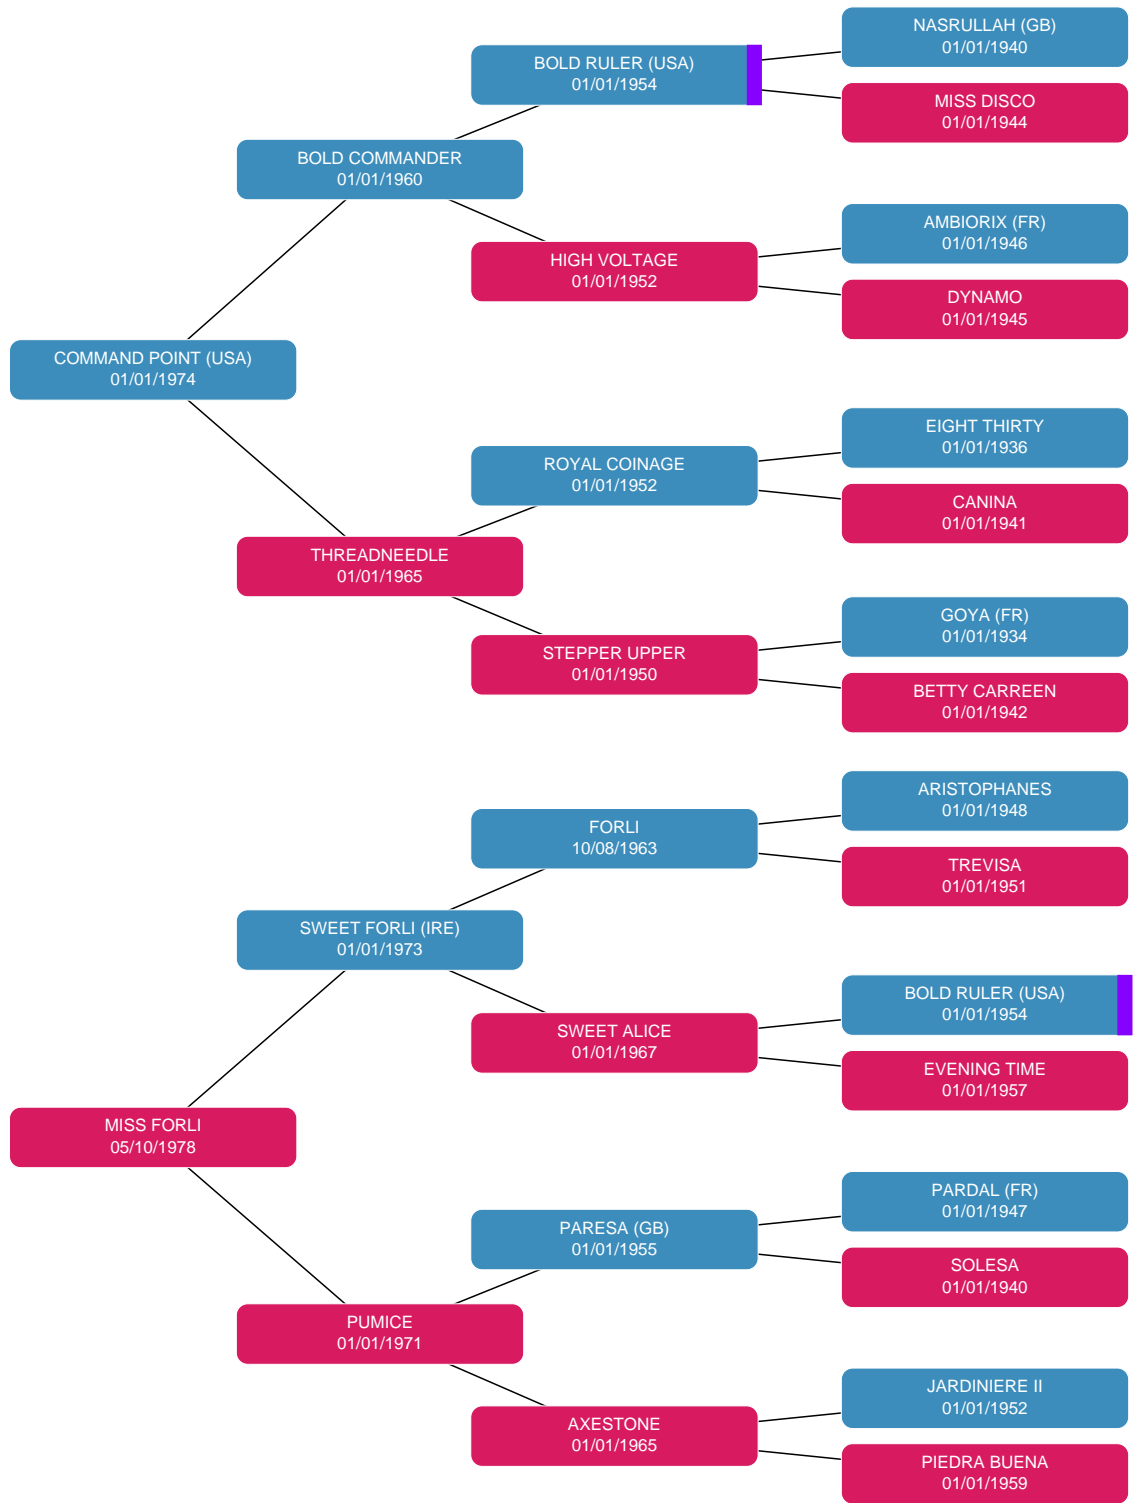 NASRULLAH (GB)
01/01/1940
BOLD RULER (USA)
01/01/1954
MISS DISCO
01/01/1944
BOLD COMMANDER
01/01/1960
AMBIORIX (FR)
01/01/1946
HIGH VOLTAGE
01/01/1952
DYNAMO
01/01/1945
COMMAND POINT (USA)
01/01/1974
EIGHT THIRTY
01/01/1936
ROYAL COINAGE
01/01/1952
CANINA
01/01/1941
THREADNEEDLE
01/01/1965
GOYA (FR)
01/01/1934
STEPPER UPPER
01/01/1950
BETTY CARREEN
01/01/1942
ARISTOPHANES
01/01/1948
FORLI
10/08/1963
TREVISA
01/01/1951
SWEET FORLI (IRE)
01/01/1973
BOLD RULER (USA)
01/01/1954
SWEET ALICE
01/01/1967
EVENING TIME
01/01/1957
MISS FORLI
05/10/1978
PARDAL (FR)
01/01/1947
PARESA (GB)
01/01/1955
SOLESA
01/01/1940
PUMICE
01/01/1971
JARDINIERE II
01/01/1952
AXESTONE
01/01/1965
PIEDRA BUENA
01/01/1959